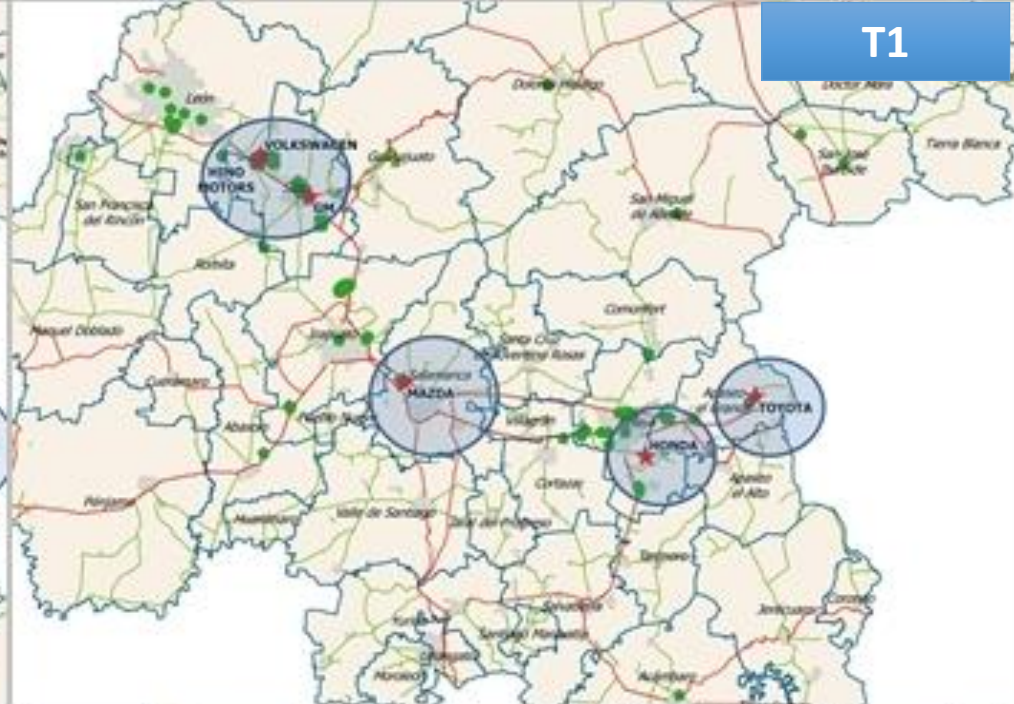 T1
Dolores Hidalgo
Doctor Mora
León
VOLKSWAGEN
Guanajuato
San José
Iturbide
Tierra Blanca
HINO
MOTORS
GM
San Francisco
del Rincón
San Miguel
de Allende
Romita
Comonfort
Manuel Doblado
Irapuato
Santa Cruz
Juventino Rosas
Cuerámaro
Salamanca
MAZDA
Apaseo
el Grande
TOYOTA
Abasolo
Pueblo Nuevo
Villagrán
HONDA
Pénjamo
Cortazar
Apaseo
el Alto
Huanímaro
Valle de Santiago
Jaral del Progreso
Tarimoro
Salvatierra
Jerécuaro
Coroneo
Yuriria
Santiago Maravatío
Uriangato
Moroleón
Acámbaro